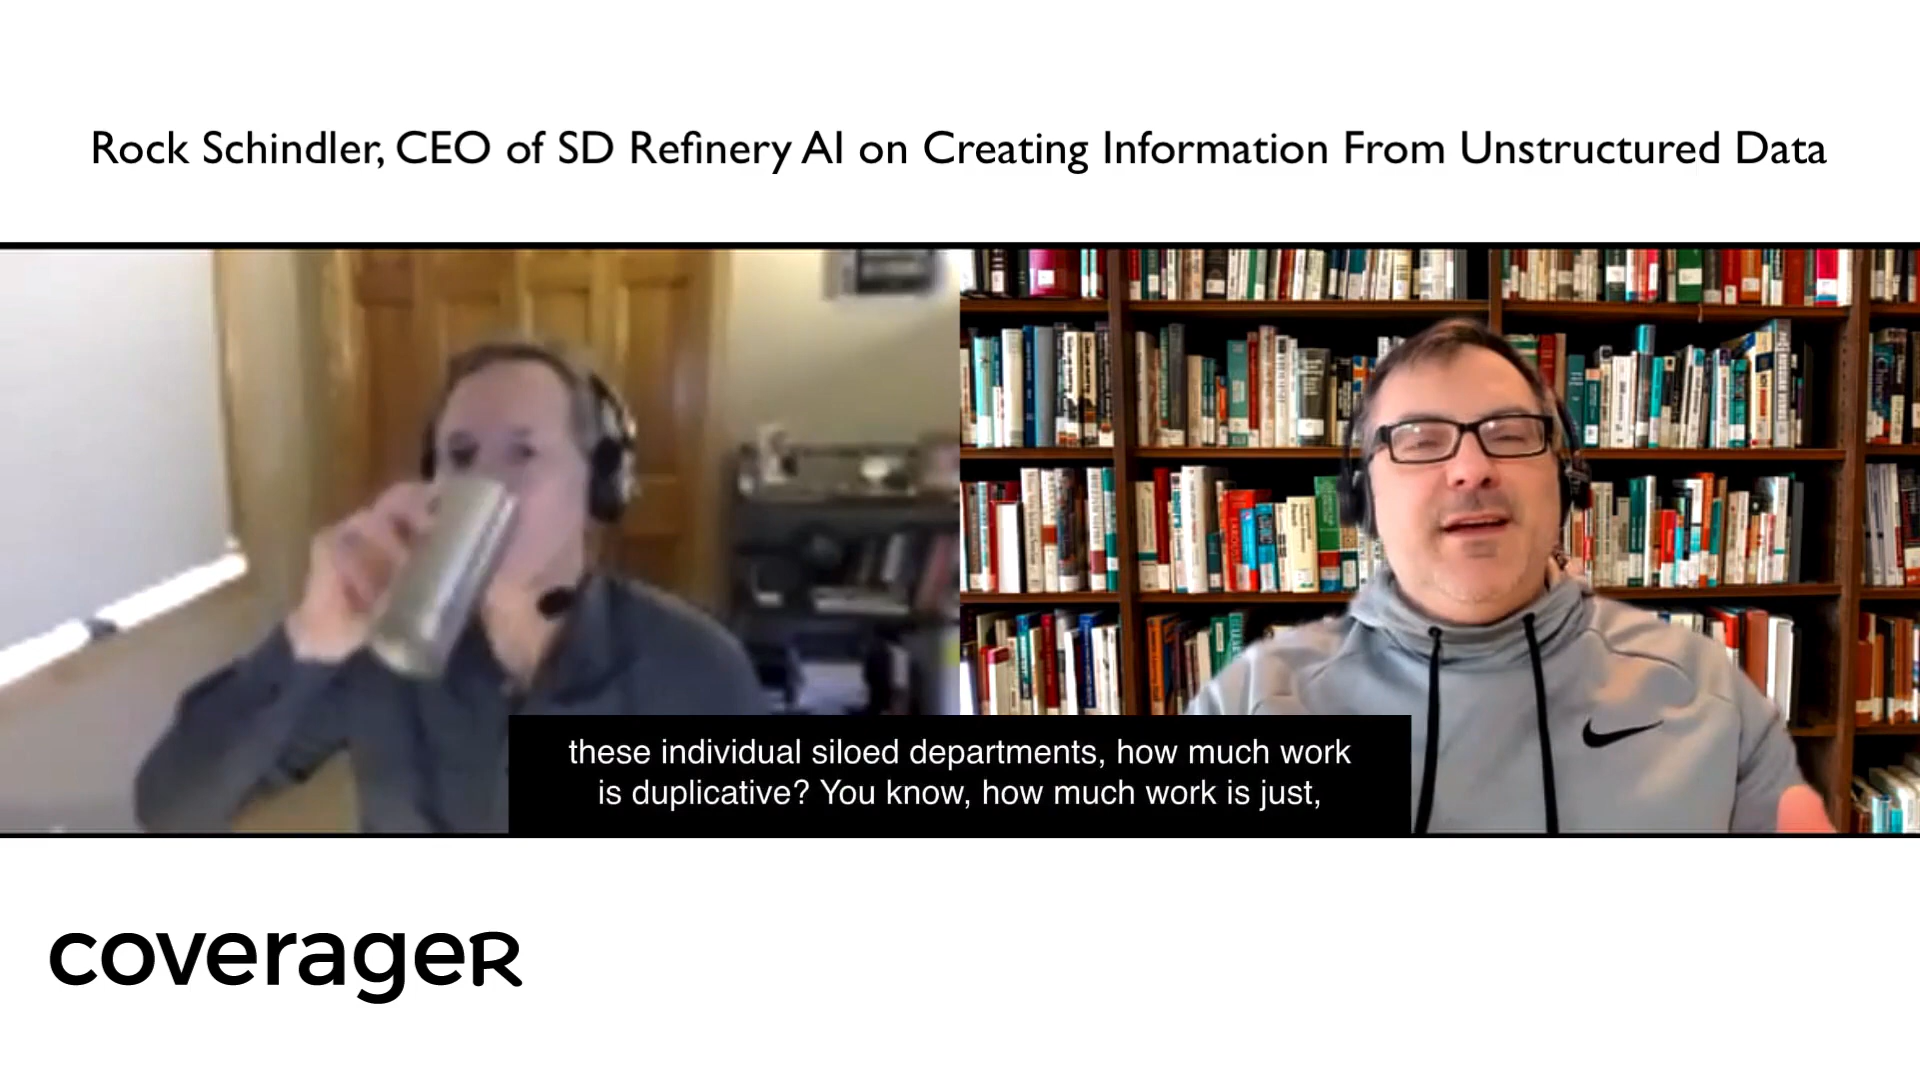 Rock Schindler, CEO of SD Refinery AI on Creating Information From Unstructured Data
these individual siloed departments, how much work
is duplicative? You know, how much work is just,
coverager